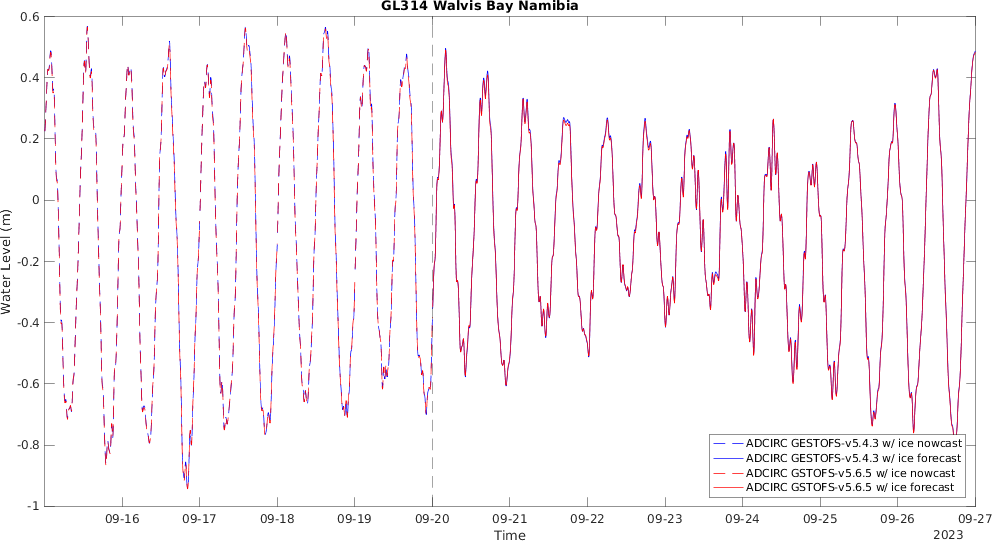 GL314 Walvis Bay Namibia
0.6
0.4
0.2
0
-0.2
-0.4
-0.6
-0.8
-1
Water Level (m)
ADCIRC GESTOFS-v5.4.3 w/ ice nowcast
ADCIRC GESTOFS-v5.4.3 w/ ice forecast
ADCIRC GSTOFS-v5.6.5 w/ ice nowcast
ADCIRC GSTOFS-v5.6.5 w/ ice forecast
09-16 09-17 09-18 09-19 09-20 09-21 09-22 09-23 09-24 09-25 09-26 09-27
Time
2023